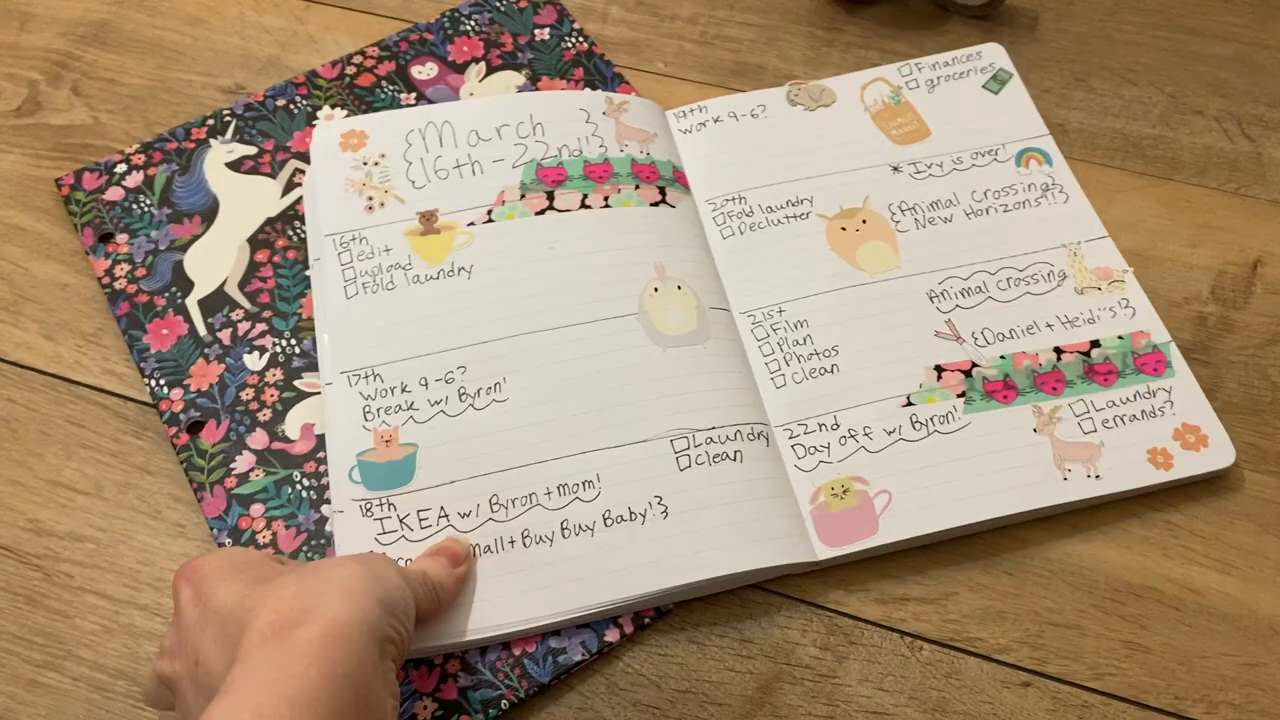 {March
{16th-22nd!}
16th
edit
upload
Fold laundry
17th
Work 9-6?
Break w/ Byron!
Laundry
clean
18th
IKEA w/ Byron + mom!
mall + Buy Buy Baby!}
19th
Work 9-6?
Finances
groceries
* Ivy is over!
20th
Fold laundry
Declutter
{Animal Crossing
{New Horizons!!}
Animal Crossing
21st
Film
Plan
Photos
Clean
{Daniel + Heidi's!}
22nd
Day off w/ Byron!
Laundry
errands?